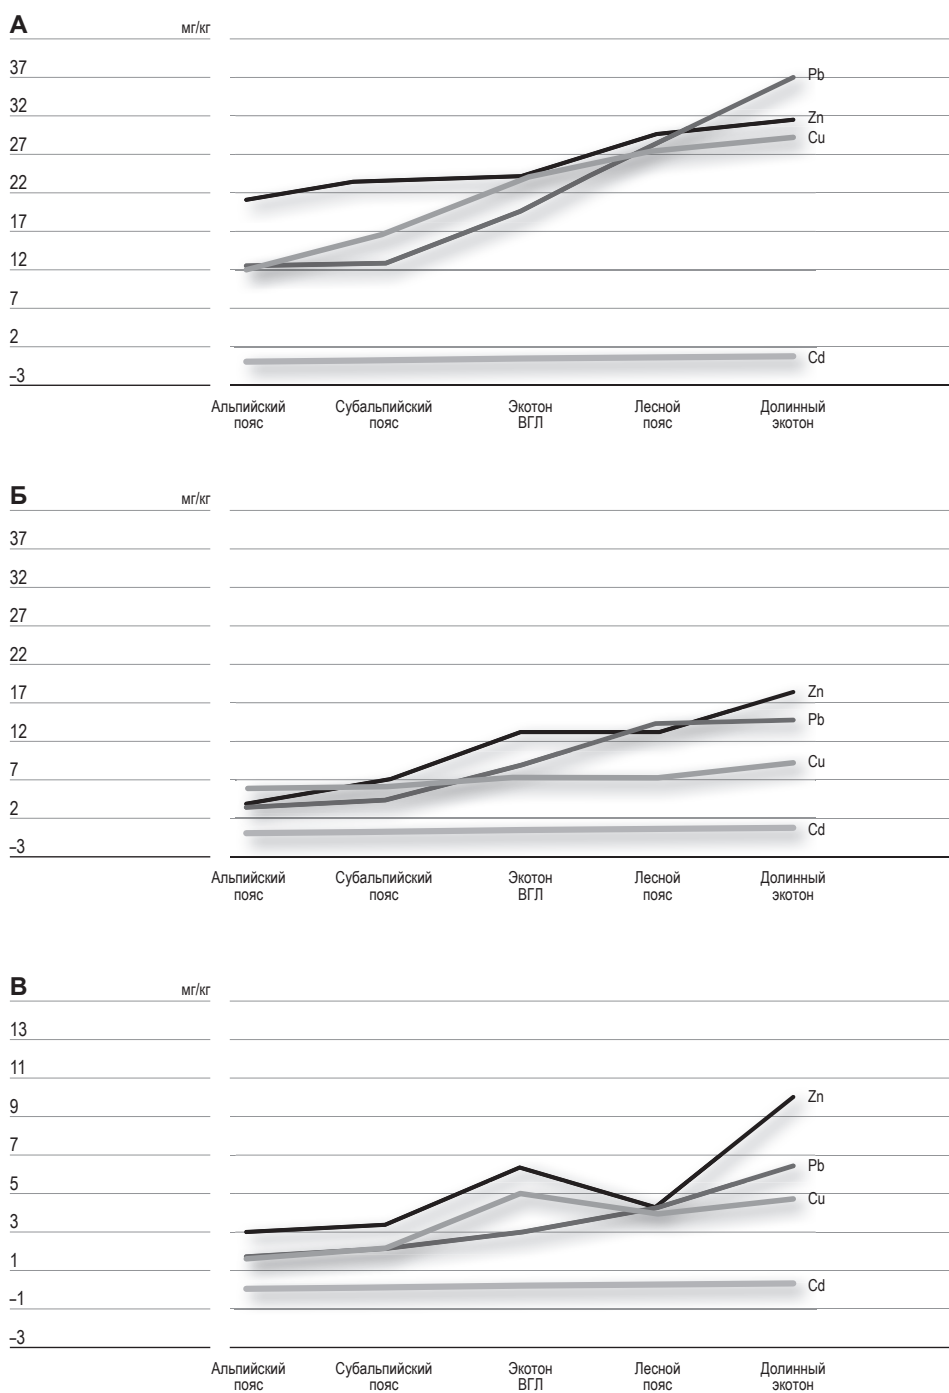 А
мг/кг
37
32
27
22
17
12
7
2
–3
Pb
Zn
Cu
Cd
Альпийский
пояс
Субальпийский
пояс
Экотон
ВГЛ
Лесной
пояс
Долинный
экотон
Б
мг/кг
37
32
27
22
17
12
7
2
–3
Zn
Pb
Cu
Cd
Альпийский
пояс
Субальпийский
пояс
Экотон
ВГЛ
Лесной
пояс
Долинный
экотон
В
мг/кг
13
11
9
7
5
3
1
–1
–3
Zn
Pb
Cu
Cd
Альпийский
пояс
Субальпийский
пояс
Экотон
ВГЛ
Лесной
пояс
Долинный
экотон